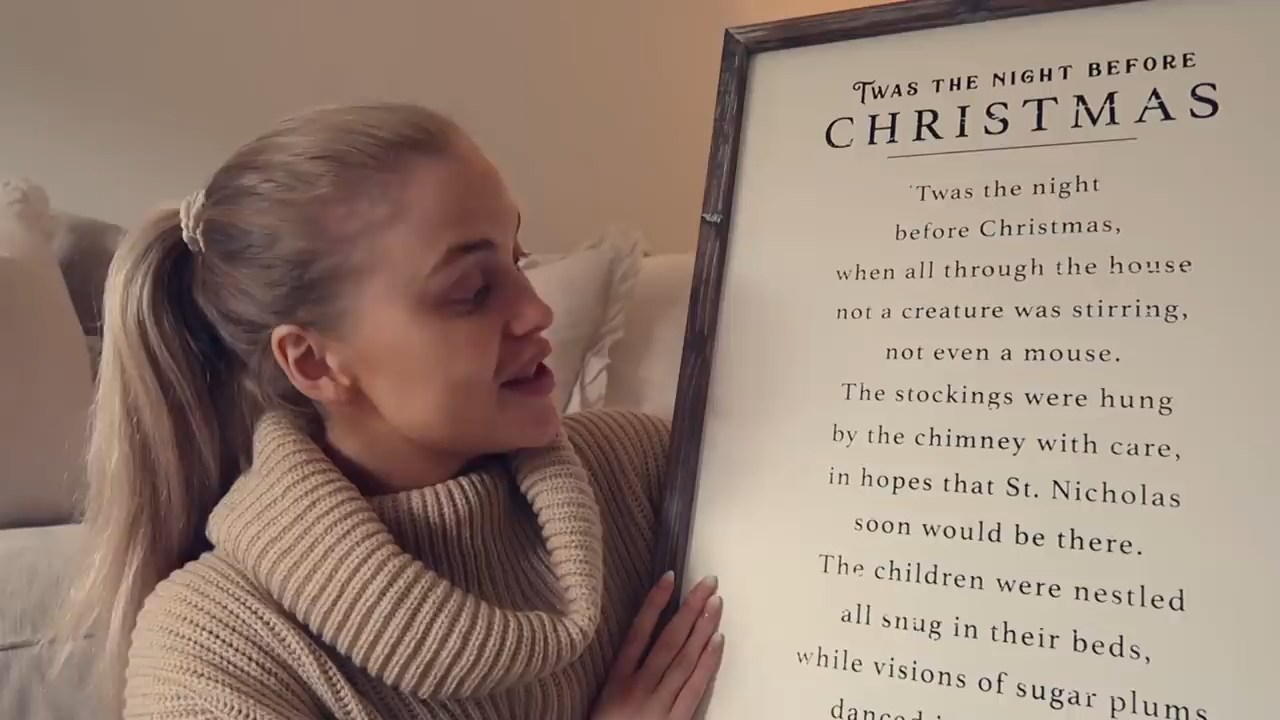 'TWAS THE NIGHT BEFORE
CHRISTMAS
'Twas the night
before Christmas,
when all through the house
not a creature was stirring,
not even a mouse.
The stockings were hung
by the chimney with care,
in hopes that St. Nicholas
soon would be there.
The children were nestled
all snug in their beds,
while visions of sugar plums
danced